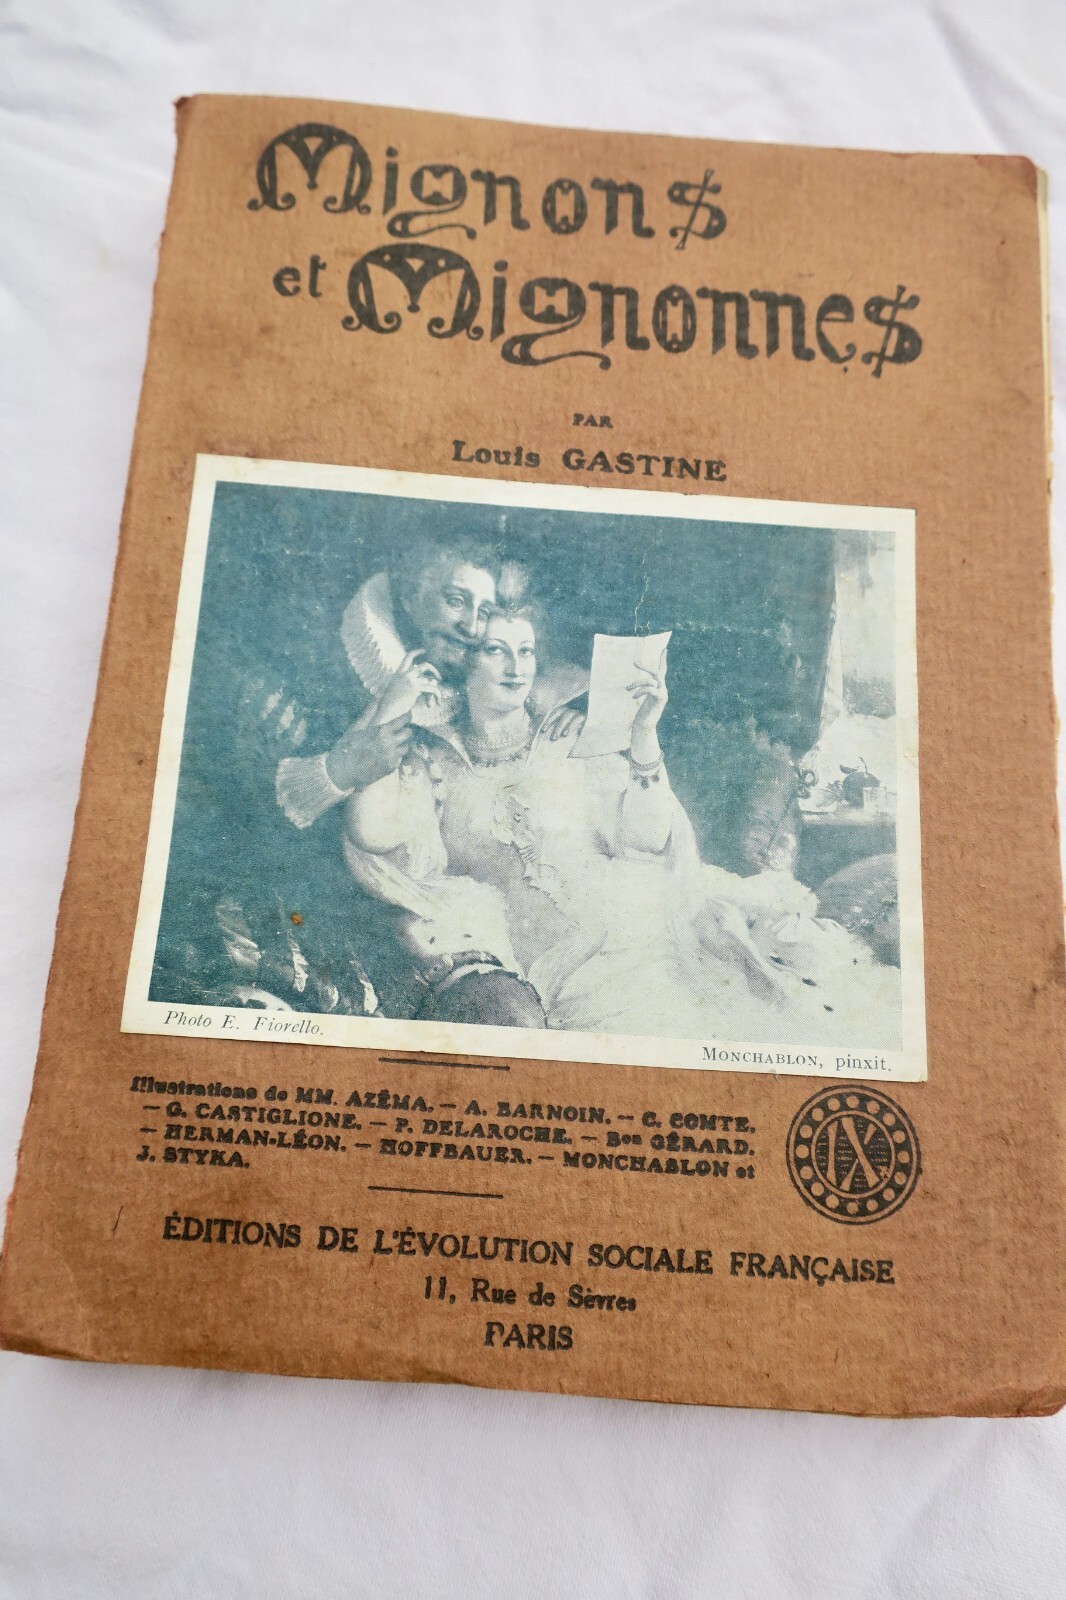 Mignons
et Mignonnes
PAR
Louis GASTINE
Photo E. Fiorello.
MONCHABLON, pinxit.
Illustrations de MM. AZÊMA. — A. BARNOIN. — C. COMTE.
— G. CASTIGLIONE. — P. DELAROCHE. — Bon GÉRARD.
— HERMAN-LÉON. — HOFFBAUER. — MONCHABLON et
J. STYKA.
IX
ÉDITIONS DE L'ÉVOLUTION SOCIALE FRANÇAISE
11, Rue de Sèvres
PARIS